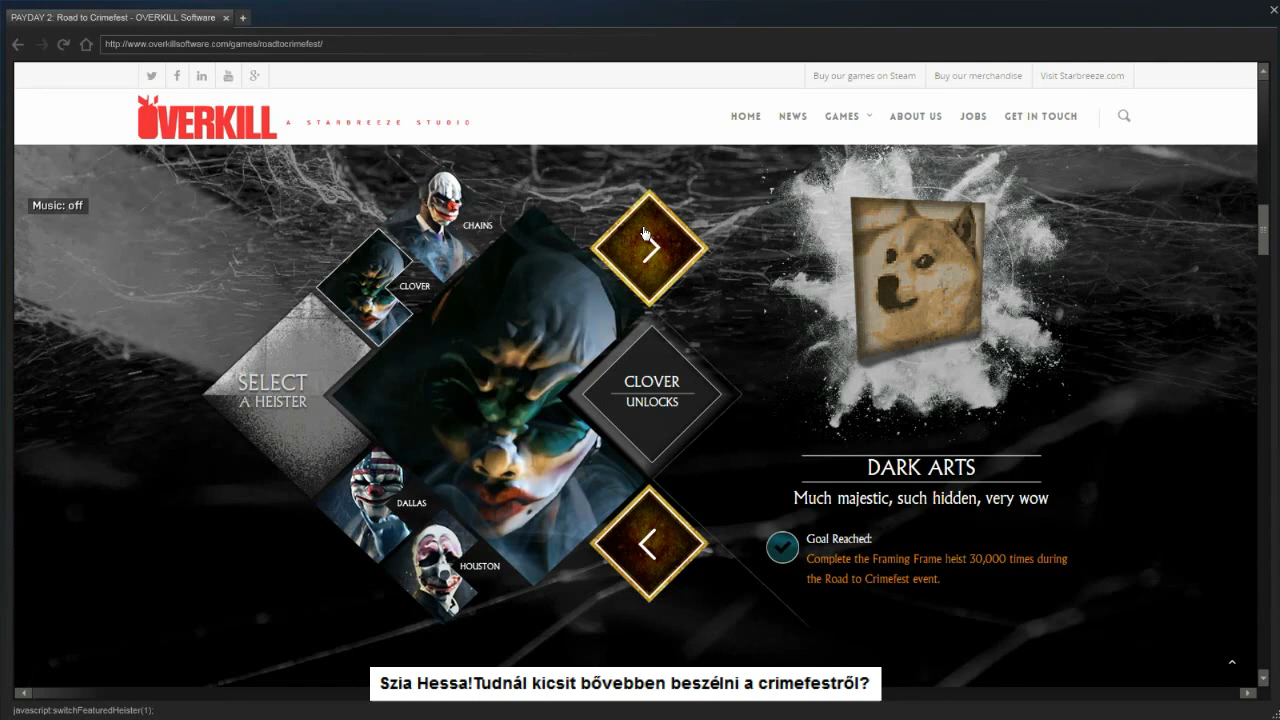 PAYDAY 2: Road to Crimefest - OVERKILL Software
http://www.overkillsoftware.com/games/roadtocrimefest/
Buy our games on Steam
Buy our merchandise
Visit Starbreeze.com
OVERKILL
A STARBREEZE STUDIO
HOME
NEWS
GAMES
ABOUT US
JOBS
GET IN TOUCH
Music: off
CHAINS
CLOVER
SELECT
A HEISTER
CLOVER
UNLOCKS
DALLAS
HOUSTON
DARK ARTS
Much majestic, such hidden, very wow
Goal Reached:
Complete the Framing Frame heist 30,000 times during
the Road to Crimefest event.
Szia Hessa!Tudnál kicsit bővebben beszélni a crimefestről?
javascript:switchFeaturedHeister(1);